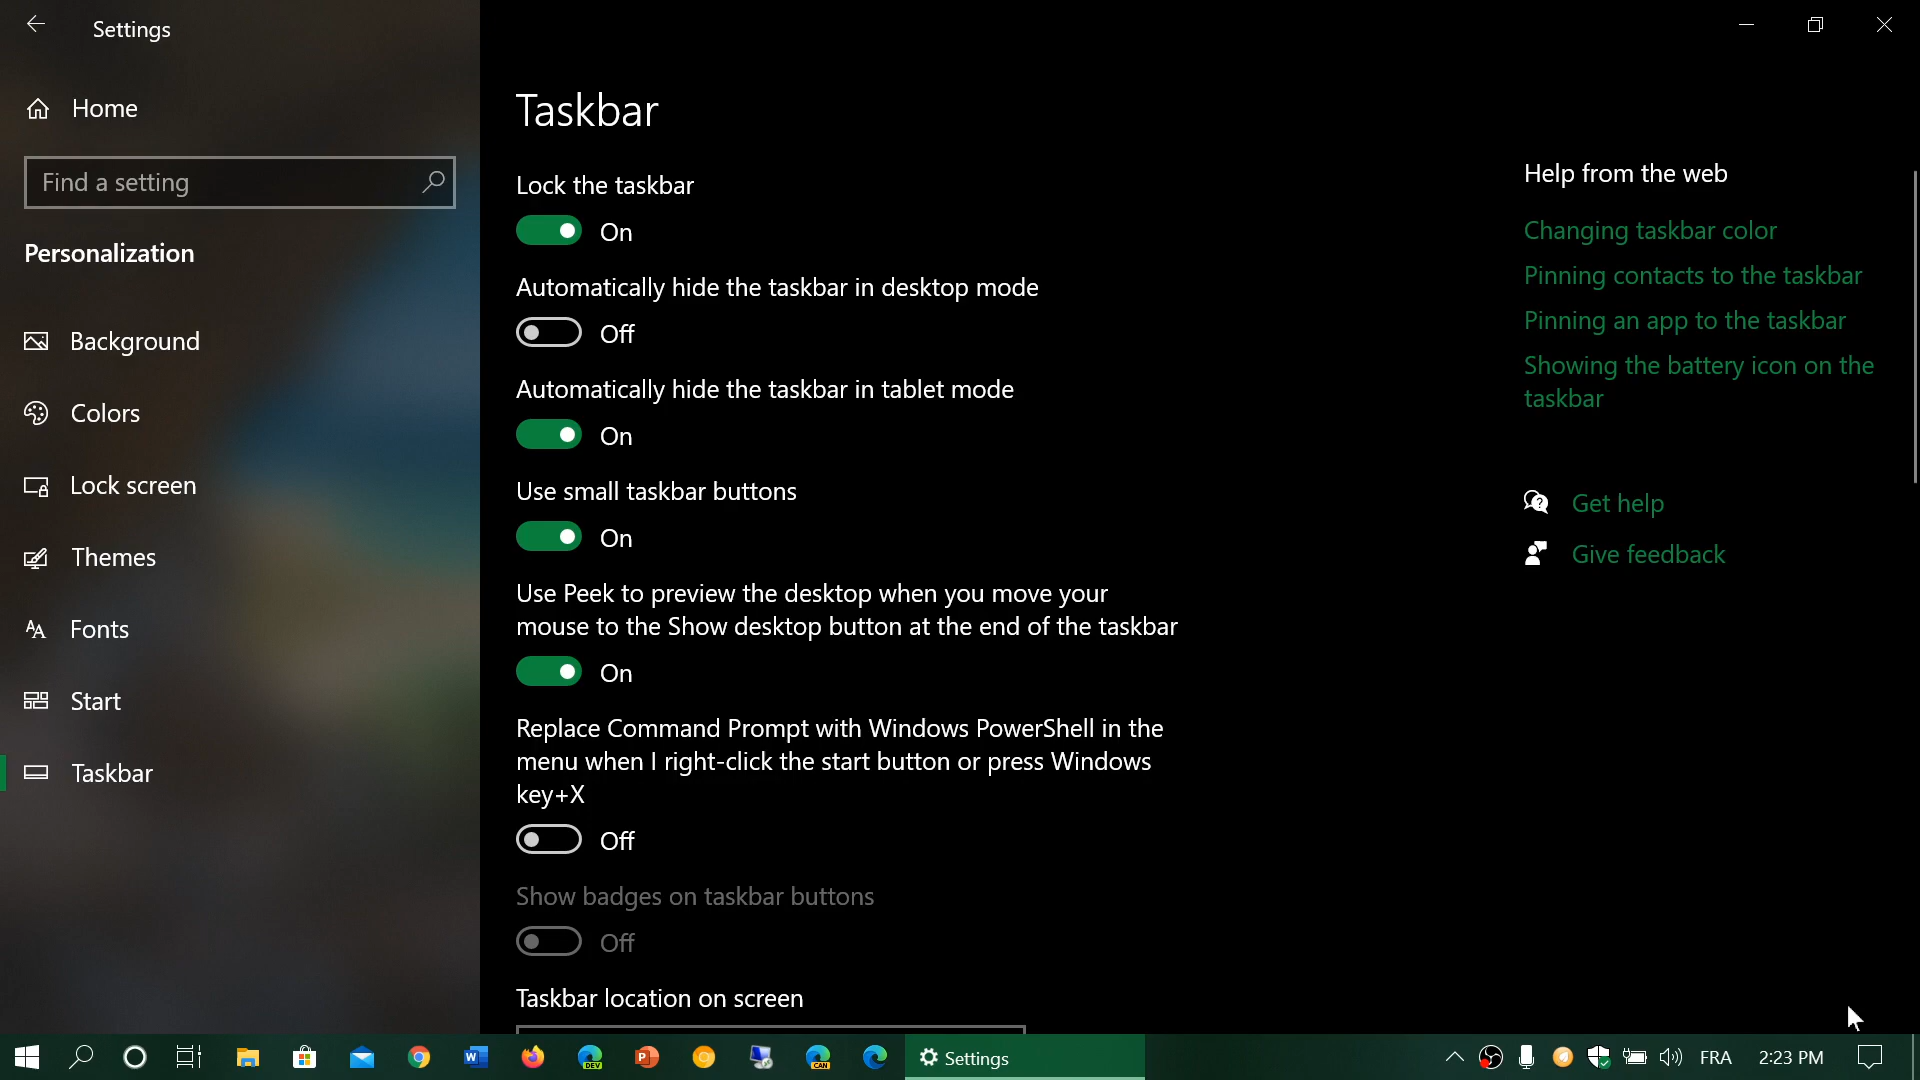 Settings
Home
Find a setting
Personalization
Background
Colors
Lock screen
Themes
Fonts
Start
Taskbar
Taskbar
Lock the taskbar
On
Automatically hide the taskbar in desktop mode
Off
Automatically hide the taskbar in tablet mode
On
Use small taskbar buttons
On
Use Peek to preview the desktop when you move your
mouse to the Show desktop button at the end of the taskbar
On
Replace Command Prompt with Windows PowerShell in the
menu when I right-click the start button or press Windows
key+X
Off
Show badges on taskbar buttons
Off
Taskbar location on screen
Help from the web
Changing taskbar color
Pinning contacts to the taskbar
Pinning an app to the taskbar
Showing the battery icon on the
taskbar
Get help
Give feedback
W
DEV
P
CAN
Settings
FRA
2:23 PM